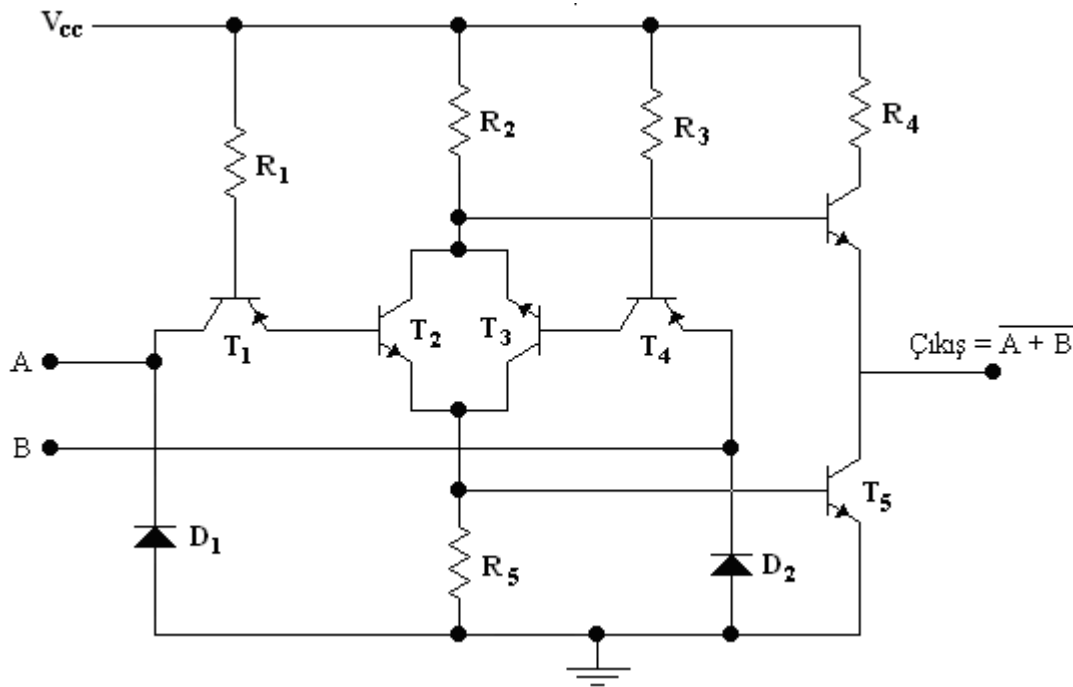 Vcc
R1
R2
R3
R4
T1
T2
T3
T4
A
Çıkış = A + B
B
T5
D1
R5
D2